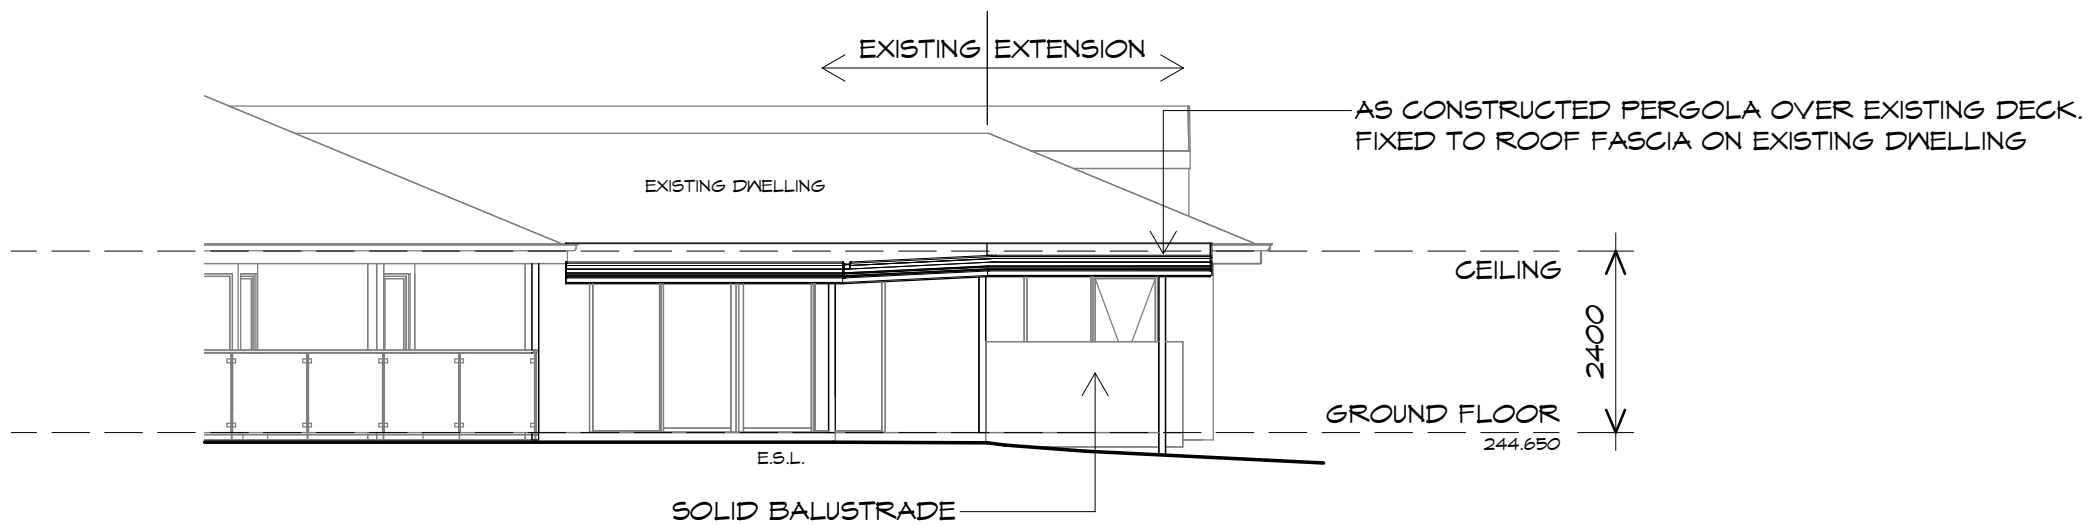 EXISTING EXTENSION
AS CONSTRUCTED PERGOLA OVER EXISTING DECK.
FIXED TO ROOF FASCIA ON EXISTING DWELLING
EXISTING DWELLING
CEILING
2400
GROUND FLOOR
244.650
E.S.L.
SOLID BALUSTRADE